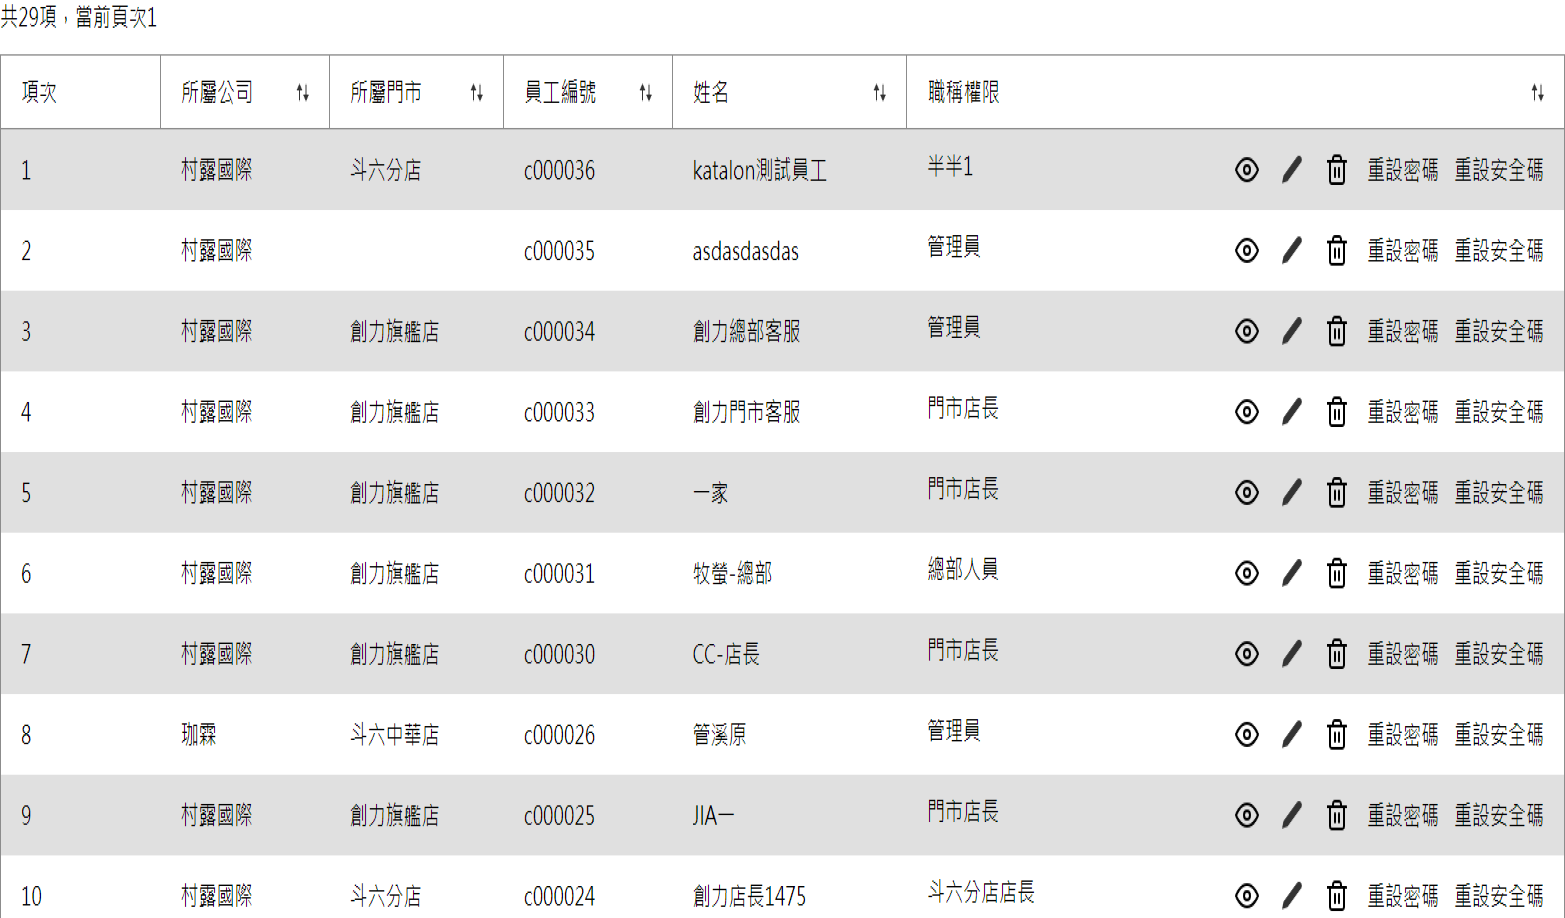 共29項，當前頁次1
項次 所屬公司 所屬門市 員工編號 姓名 職稱權限
1 村露國際 斗六分店 c000036 katalon測試員工 半半1 重設密碼 重設安全碼
2 村露國際 c000035 asdasdasdas 管理員 重設密碼 重設安全碼
3 村露國際 創力旗艦店 c000034 創力總部客服 管理員 重設密碼 重設安全碼
4 村露國際 創力旗艦店 c000033 創力門市客服 門市店長 重設密碼 重設安全碼
5 村露國際 創力旗艦店 c000032 一家 門市店長 重設密碼 重設安全碼
6 村露國際 創力旗艦店 c000031 牧螢-總部 總部人員 重設密碼 重設安全碼
7 村露國際 創力旗艦店 c000030 CC-店長 門市店長 重設密碼 重設安全碼
8 珈霖 斗六中華店 c000026 管溪原 管理員 重設密碼 重設安全碼
9 村露國際 創力旗艦店 c000025 JIA一 門市店長 重設密碼 重設安全碼
10 村露國際 斗六分店 c000024 創力店長1475 斗六分店店長 重設密碼 重設安全碼